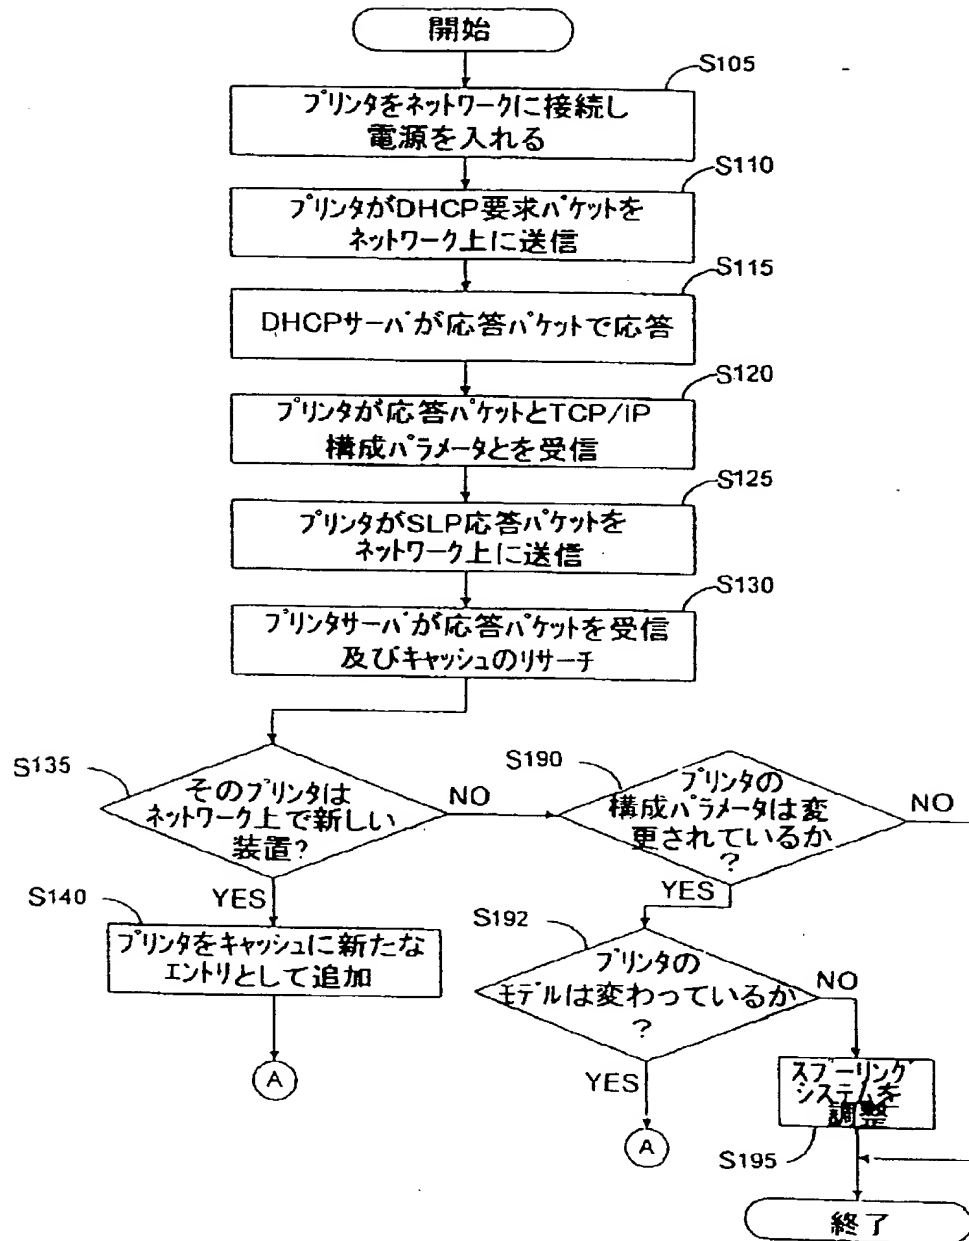 開始
S105
プリンタをネットワークに接続し
電源を入れる
S110
プリンタがDHCP要求パケットを
ネットワーク上に送信
S115
DHCPサーバが応答パケットで応答
S120
プリンタが応答パケットとTCP/IP
構成パラメータとを受信
S125
プリンタがSLP応答パケットを
ネットワーク上に送信
S130
プリンタサーバが応答パケットを受信
及びキャッシュのリサーチ
S135
そのプリンタは
ネットワーク上で新しい
装置?
NO
YES
S190
プリンタの
構成パラメータは変
更されているか
?
NO
YES
S140
プリンタをキャッシュに新たな
エントリとして追加
A
S192
プリンタの
モデルは変わっているか
?
NO
YES
A
スプーリング
システムを
調整
S195
終了